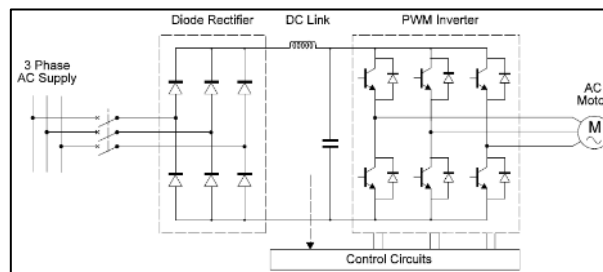 Diode Rectifier
DC Link
PWM Inverter
3 Phase
AC Supply
AC
Motor
M
Control Circuits